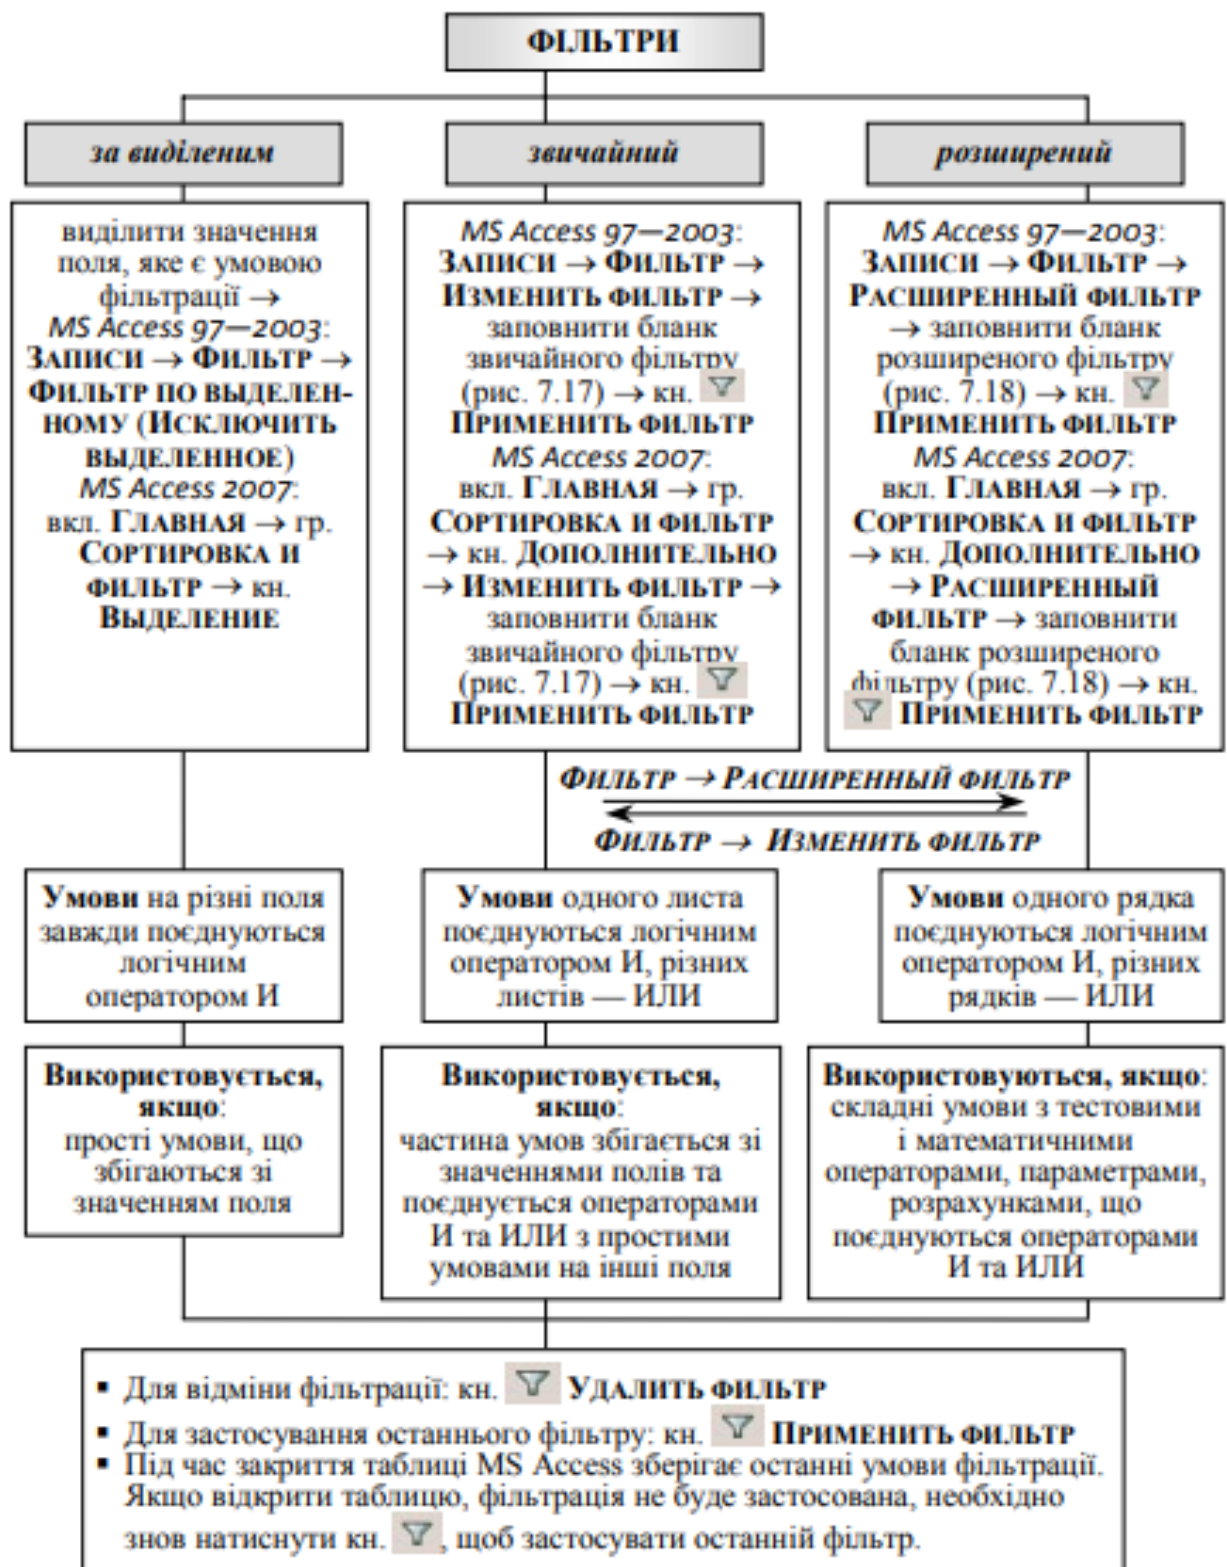 ФІЛЬТРИ
за виділеним
виділити значення
поля, яке є умовою
фільтрації →
MS Access 97—2003:
ЗАПИСИ → ФИЛЬТР →
ФИЛЬТР ПО ВЫДЕЛЕН-
НОМУ (ИСКЛЮЧИТЬ
ВЫДЕЛЕННОЕ)
MS Access 2007:
вкл. ГЛАВНАЯ → гр.
СОРТИРОВКА И
ФИЛЬТР → кн.
ВЫДЕЛЕНИЕ
звичайний
MS Access 97—2003:
ЗАПИСИ → ФИЛЬТР →
ИЗМЕНИТЬ ФИЛЬТР →
заповнити бланк
звичайного фільтру
(рис. 7.17) → кн.
ПРИМЕНИТЬ ФИЛЬТР
MS Access 2007:
вкл. ГЛАВНАЯ → гр.
СОРТИРОВКА И ФИЛЬТР
→ кн. ДОПОЛНИТЕЛЬНО
→ ИЗМЕНИТЬ ФИЛЬТР →
заповнити бланк
звичайного фільтру
(рис. 7.17) → кн.
ПРИМЕНИТЬ ФИЛЬТР
розширений
MS Access 97—2003:
ЗАПИСИ → ФИЛЬТР →
РАСШИРЕННЫЙ ФИЛЬТР
→ заповнити бланк
розширеного фільтру
(рис. 7.18) → кн.
ПРИМЕНИТЬ ФИЛЬТР
MS Access 2007:
вкл. ГЛАВНАЯ → гр.
СОРТИРОВКА И ФИЛЬТР
→ кн. ДОПОЛНИТЕЛЬНО
→ РАСШИРЕННЫЙ
ФИЛЬТР → заповнити
бланк розширеного
фільтру (рис. 7.18) → кн.
ПРИМЕНИТЬ ФИЛЬТР
ФИЛЬТР → РАСШИРЕННЫЙ ФИЛЬТР
ФИЛЬТР → ИЗМЕНИТЬ ФИЛЬТР
Умови на різні поля
завжди поєднуються
логічним
оператором И
Умови одного листа
поєднуються логічним
оператором И, різних
листів — ИЛИ
Умови одного рядка
поєднуються логічним
оператором И, різних
рядків — ИЛИ
Використовується,
якщо:
прості умови, що
збігаються зі
значенням поля
Використовується,
якщо:
частина умов збігається зі
значеннями полів та
поєднується операторами
И та ИЛИ з простими
умовами на інші поля
Використовуються, якщо:
складні умови з тестовими
і математичними
операторами, параметрами,
розрахунками, що
поєднуються операторами
И та ИЛИ
▪ Для відміни фільтрації: кн. УДАЛИТЬ ФИЛЬТР
▪ Для застосування останнього фільтру: кн. ПРИМЕНИТЬ ФИЛЬТР
▪ Під час закриття таблиці MS Access зберігає останні умови фільтрації.
Якщо відкрити таблицю, фільтрація не буде застосована, необхідно
знов натиснути кн. , щоб застосувати останній фільтр.